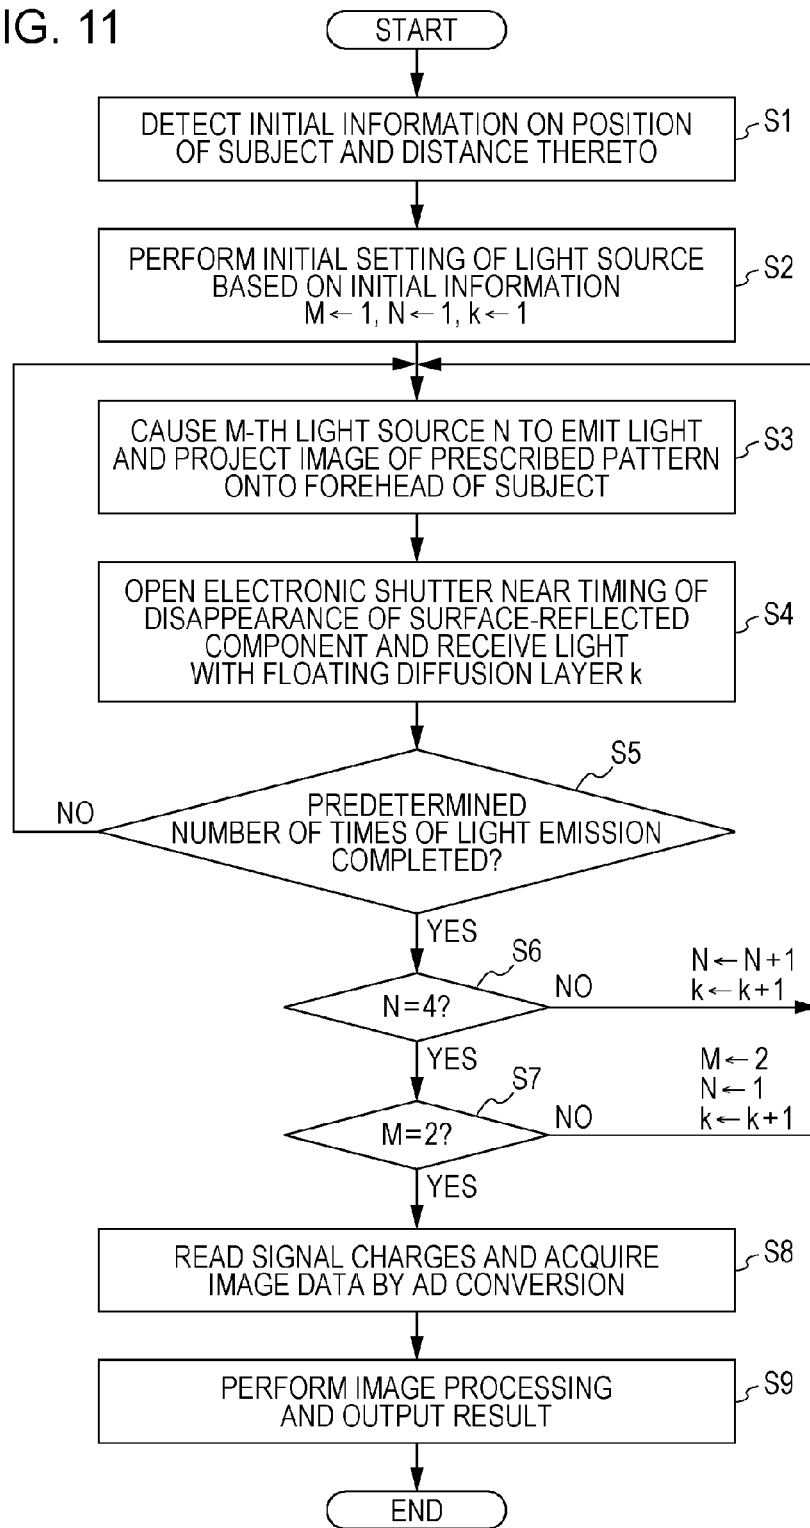 IG. 11
START
DETECT INITIAL INFORMATION ON POSITION
OF SUBJECT AND DISTANCE THERETO
S1
PERFORM INITIAL SETTING OF LIGHT SOURCE
BASED ON INITIAL INFORMATION
M←1, N←1, k←1
S2
CAUSE M-TH LIGHT SOURCE N TO EMIT LIGHT
AND PROJECT IMAGE OF PRESCRIBED PATTERN
ONTO FOREHEAD OF SUBJECT
S3
OPEN ELECTRONIC SHUTTER NEAR TIMING OF
DISAPPEARANCE OF SURFACE-REFLECTED
COMPONENT AND RECEIVE LIGHT
WITH FLOATING DIFFUSION LAYER k
S4
S5
PREDETERMINED
NUMBER OF TIMES OF LIGHT EMISSION
COMPLETED?
NO
YES
S6
N=4?
NO
N←N+1
k←k+1
YES
S7
M=2?
NO
M←2
N←1
k←k+1
YES
READ SIGNAL CHARGES AND ACQUIRE
IMAGE DATA BY AD CONVERSION
S8
PERFORM IMAGE PROCESSING
AND OUTPUT RESULT
S9
END